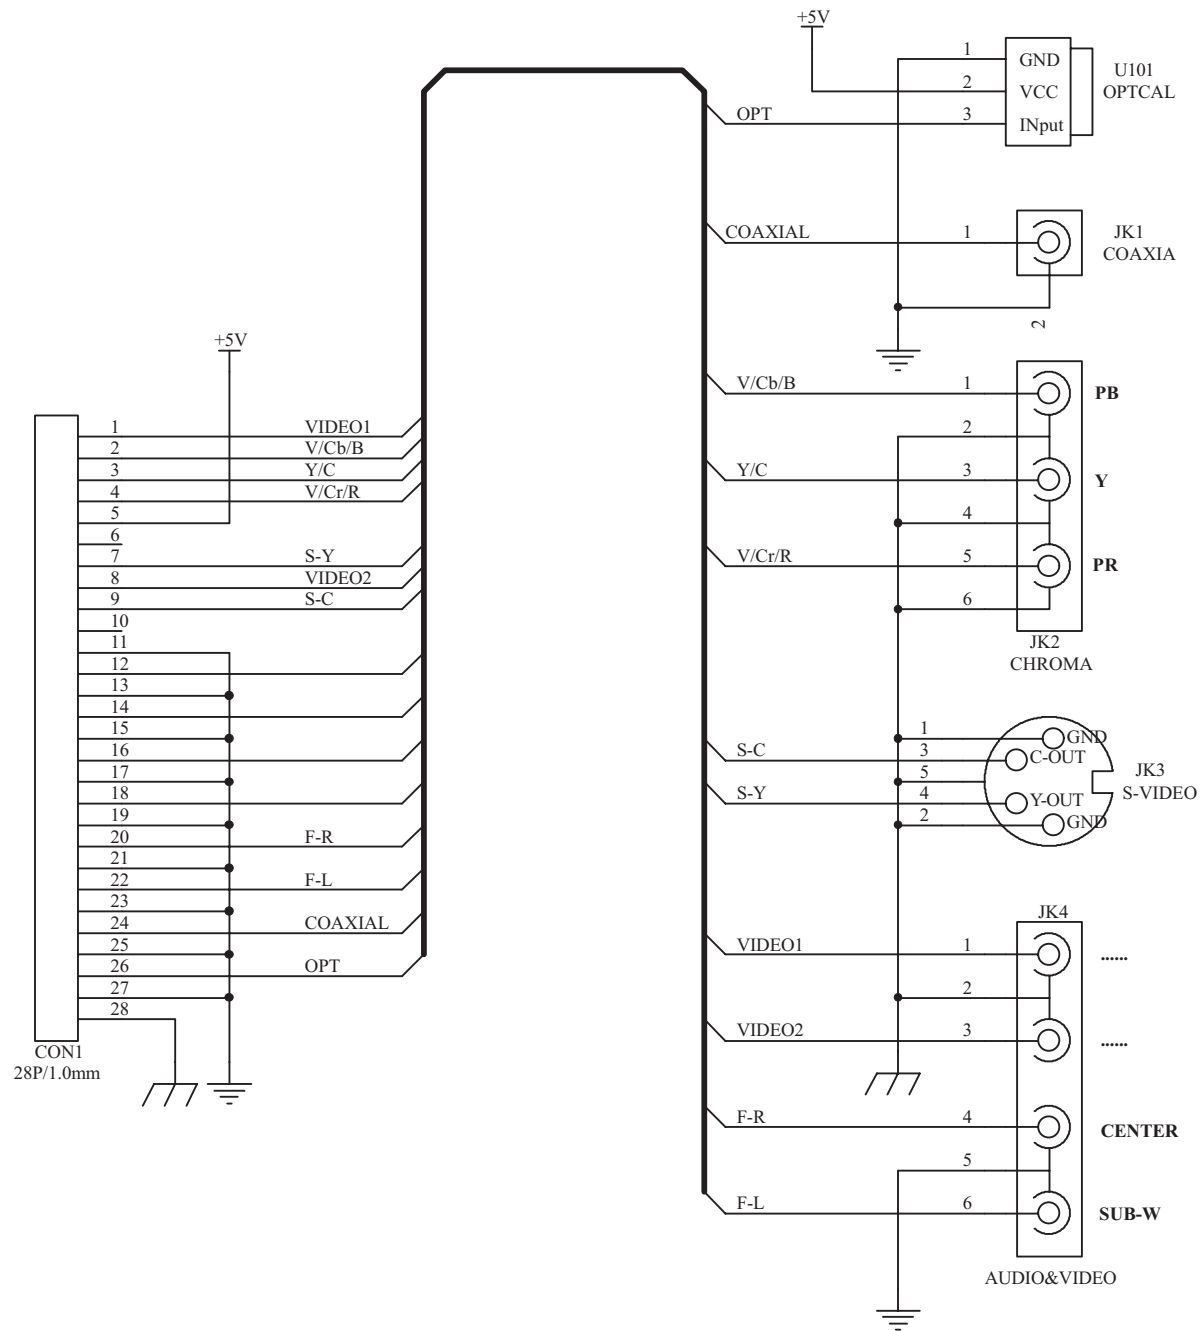 +5V
1 GND
2 VCC
3 INput
U101
OPTCAL
OPT
COAXIAL 1
JK1
COAXIA
2
+5V
V/Cb/B 1 PB
2
Y/C 3 Y
4
V/Cr/R 5 PR
6
JK2
CHROMA
1 VIDEO1
2 V/Cb/B
3 Y/C
4 V/Cr/R
5
6
7 S-Y
8 VIDEO2
9 S-C
10
11
12
13
14
15
16
17
18
19
20 F-R
21
22 F-L
23
24 COAXIAL
25
26 OPT
27
28
CON1
28P/1.0mm
1 GND
S-C 3 C-OUT
5
S-Y 4 Y-OUT
2 GND
JK3
S-VIDEO
JK4
VIDEO1 1 ......
2
VIDEO2 3 ......
F-R 4 CENTER
5
F-L 6 SUB-W
AUDIO&VIDEO